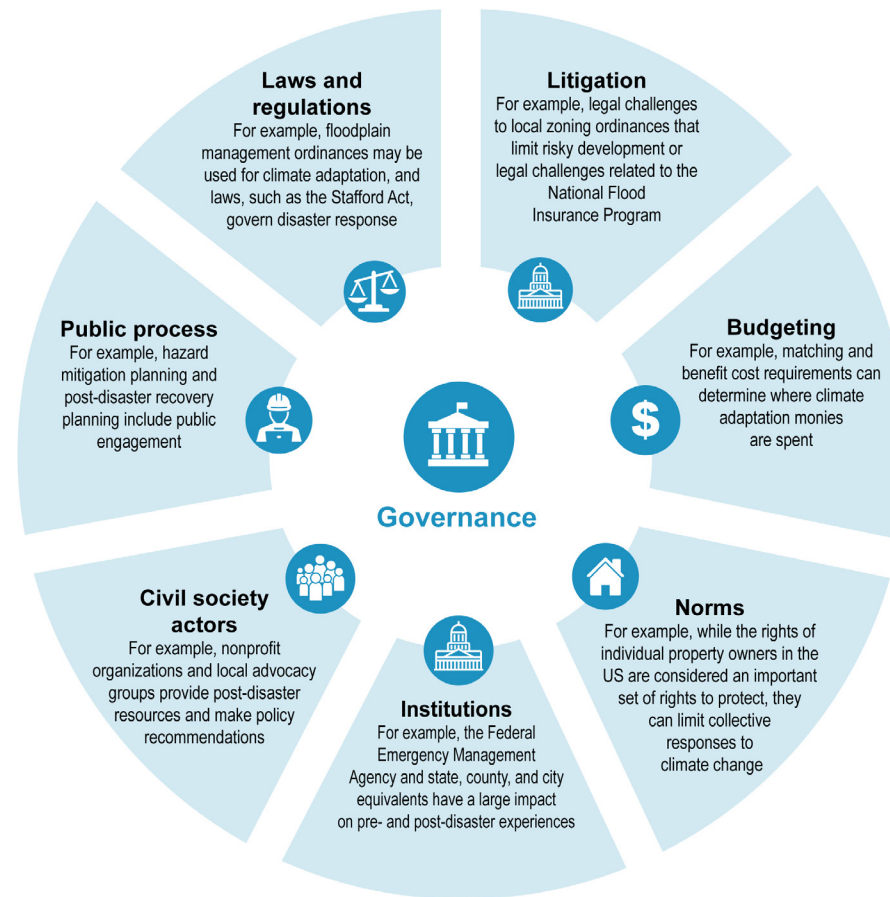 Laws and
regulations
For example, floodplain
management ordinances may be
used for climate adaptation, and
laws, such as the Stafford Act,
govern disaster response
Litigation
For example, legal challenges
to local zoning ordinances that
limit risky development or
legal challenges related to the
National Flood
Insurance Program
Budgeting
For example, matching and
benefit cost requirements can
determine where climate
adaptation monies
are spent
Norms
For example, while the rights of
individual property owners in the
US are considered an important
set of rights to protect, they
can limit collective
responses to
climate change
Institutions
For example, the Federal
Emergency Management
Agency and state, county, and city
equivalents have a large impact
on pre- and post-disaster experiences
Civil society
actors
For example, nonprofit
organizations and local advocacy
groups provide post-disaster
resources and make policy
recommendations
Public process
For example, hazard
mitigation planning and
post-disaster recovery
planning include public
engagement
$
Governance